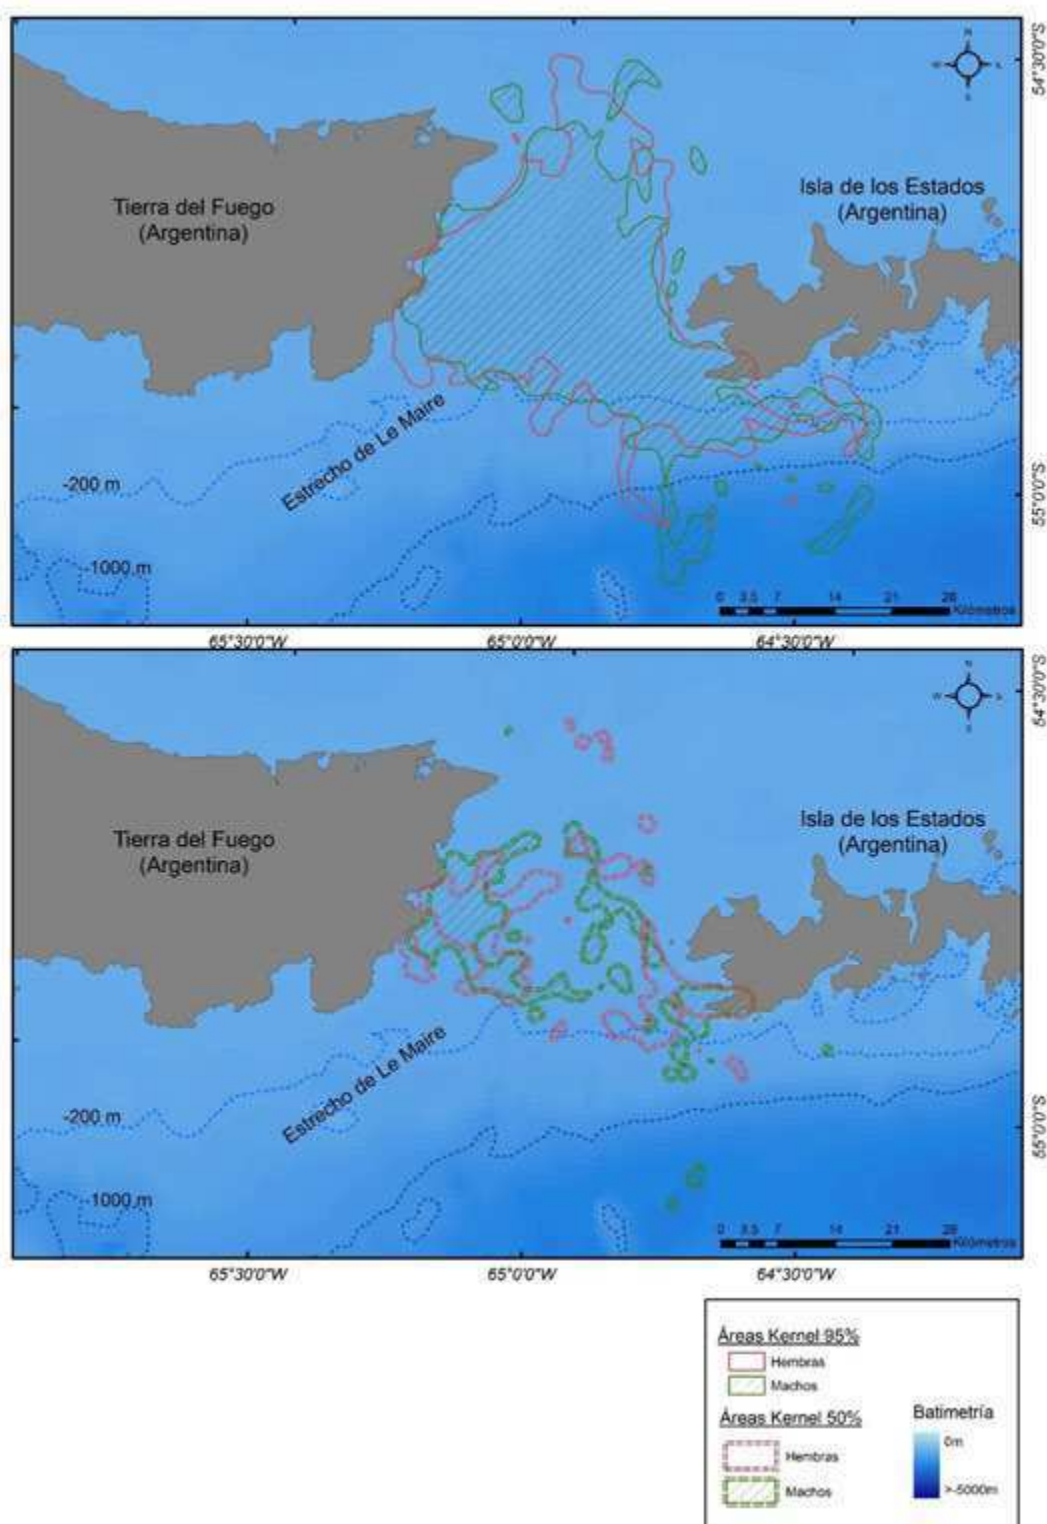 N
W
S
54°30'0"S
Tierra del Fuego
(Argentina)
Isla de los Estados
(Argentina)
Estrecho de Le Maire
-200 m
-1000 m
55°0'0"S
0 3.5 7 14 21 28
Kilómetros
65°30'0"W 65°0'0"W 64°30'0"W
N
W
S
54°30'0"S
Tierra del Fuego
(Argentina)
Isla de los Estados
(Argentina)
Estrecho de Le Maire
-200 m
-1000 m
55°0'0"S
0 3.5 7 14 21 28
Kilómetros
65°30'0"W 65°0'0"W 64°30'0"W
Áreas Kernel 95%
Hembras
Machos
Áreas Kernel 50%
Hembras
Machos
Batimetría
0m
>-5000m